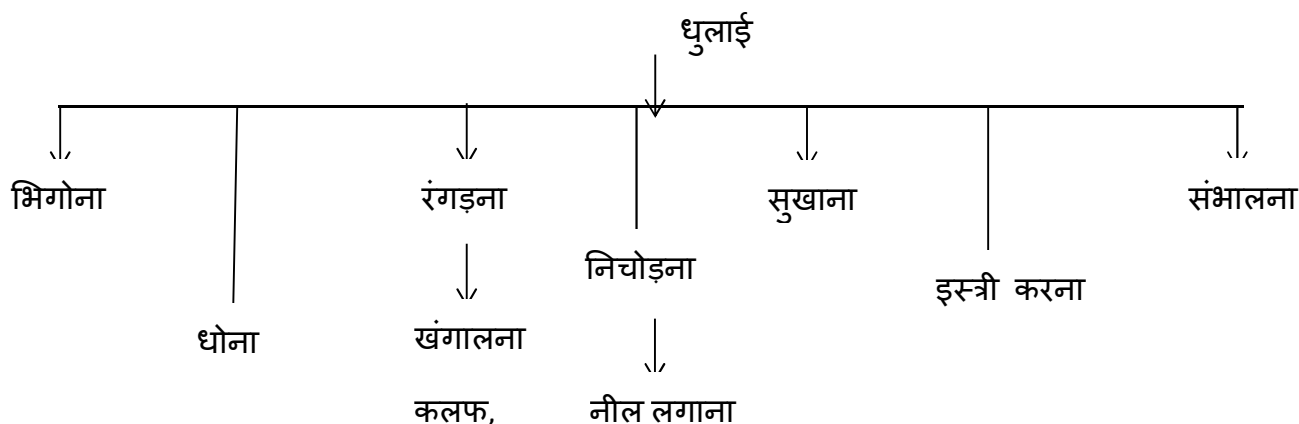 धुलाई
भिगोना
रंगड़ना
सुखाना
संभालना
निचोड़ना
इस्त्री करना
धोना
खंगालना
कलफ,
नील लगाना